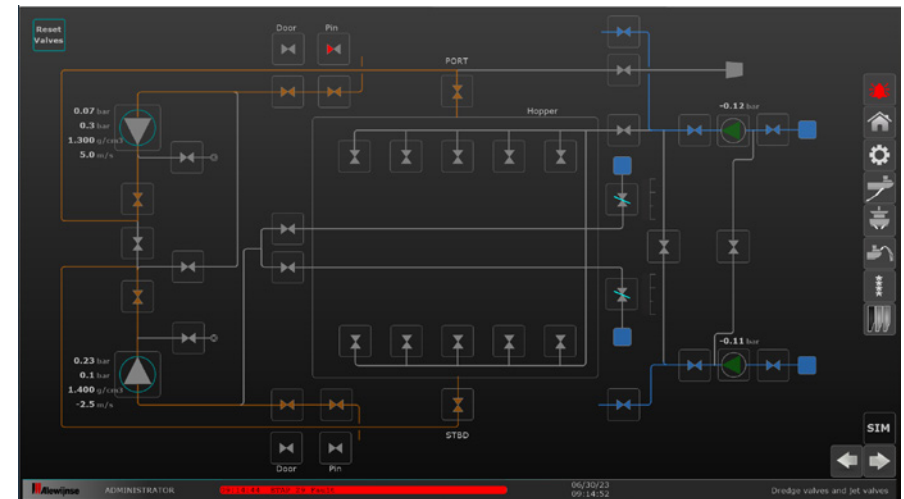 Reset
Valves
Door
Pin
PORT
Hopper
0.07 bar
0.3 bar
1.300 g/cm3
5.0 m/s
-0.12 bar
0.23 bar
0.1 bar
1.400 g/cm3
-2.5 m/s
-0.11 bar
STBD
Door
Pin
SIM
Alewijnse
ADMINISTRATOR
06/30/23
09:14:52
Dredge valves and jet valves